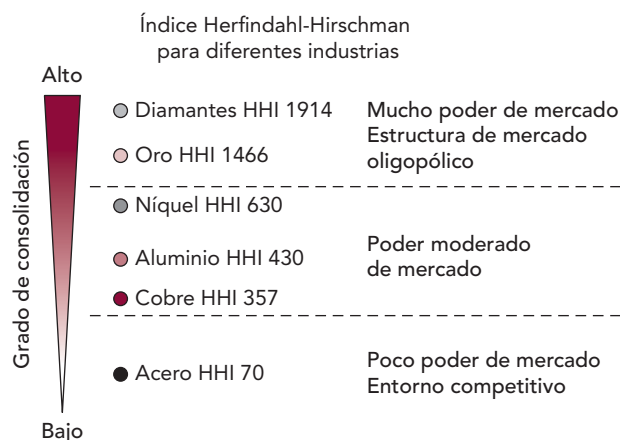 Índice Herfindahl-Hirschman
para diferentes industrias
Alto
Grado de consolidación
Bajo
Diamantes HHI 1914
Oro HHI 1466
Mucho poder de mercado
Estructura de mercado
oligopólico
Níquel HHI 630
Aluminio HHI 430
Cobre HHI 357
Poder moderado
de mercado
Acero HHI 70
Poco poder de mercado
Entorno competitivo